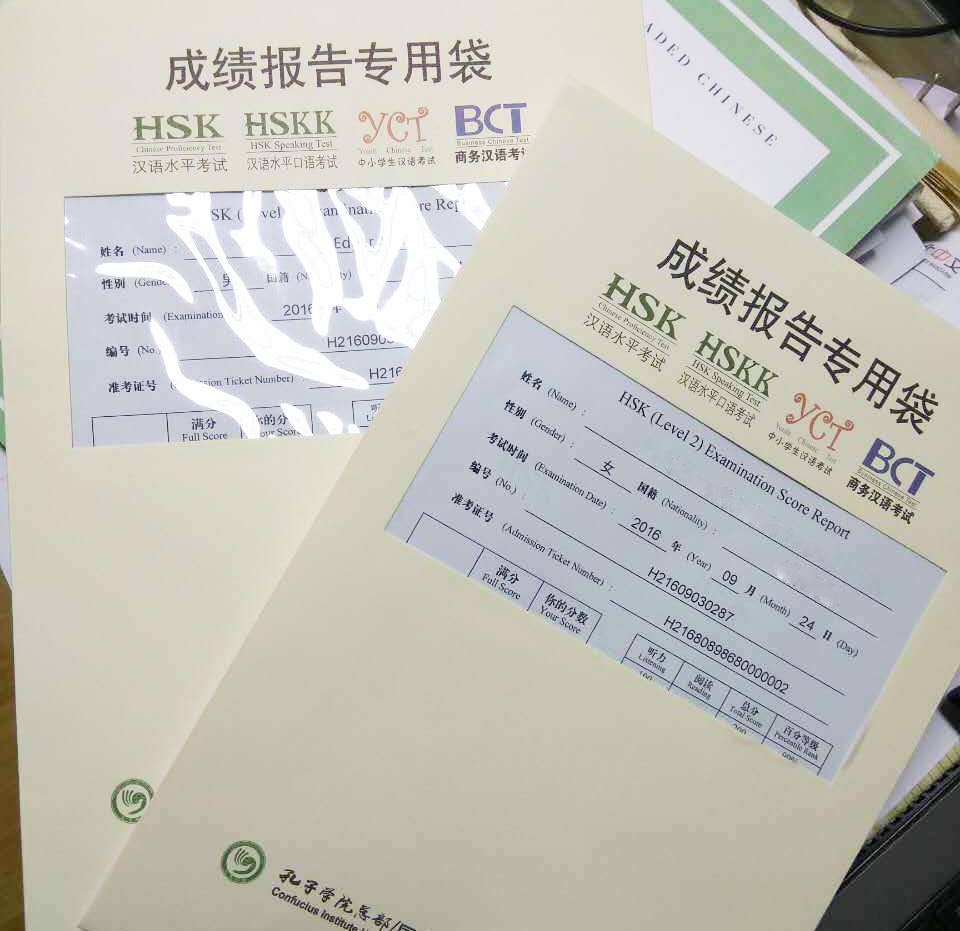 成绩报告专用袋
HSK
Chinese Proficiency Test
汉语水平考试
HSKK
HSK Speaking Test
汉语水平口语考试
YCT
Youth Chinese Test
中小学生汉语考试
BCT
Business Chinese Test
商务汉语考试
姓名 (Name) :
性别 男 国籍
考试时间 (Examination 2016 年
编号 (No.
准考证号 Number) :
满分
Full Score
Your Score
ADED CHINESE
成绩报告专用袋
HSK
Chinese Proficiency Test
汉语水平考试
HSKK
HSK Speaking Test
汉语水平口语考试
YCT
Youth Chinese Test
中小学生汉语考试
BCT
Business Chinese Test
商务汉语考试
HSK (Level 2) Examination Score Report
姓名 (Name) :
性别 (Gender) : 女 国籍 (Nationality) :
考试时间 (Examination Date) : 2016 年 (Year) 09 月 (Month) 24 日 (Day)
编号 (No.) : H21609030287
准考证号 (Admission Ticket Number) : H21680898680000002
满分 你的分数
Full Score Your Score
听力 阅读 总分 百分等级
Listening Reading Total Score Percentile Rank
孔子学院总部/
Confucius Institute